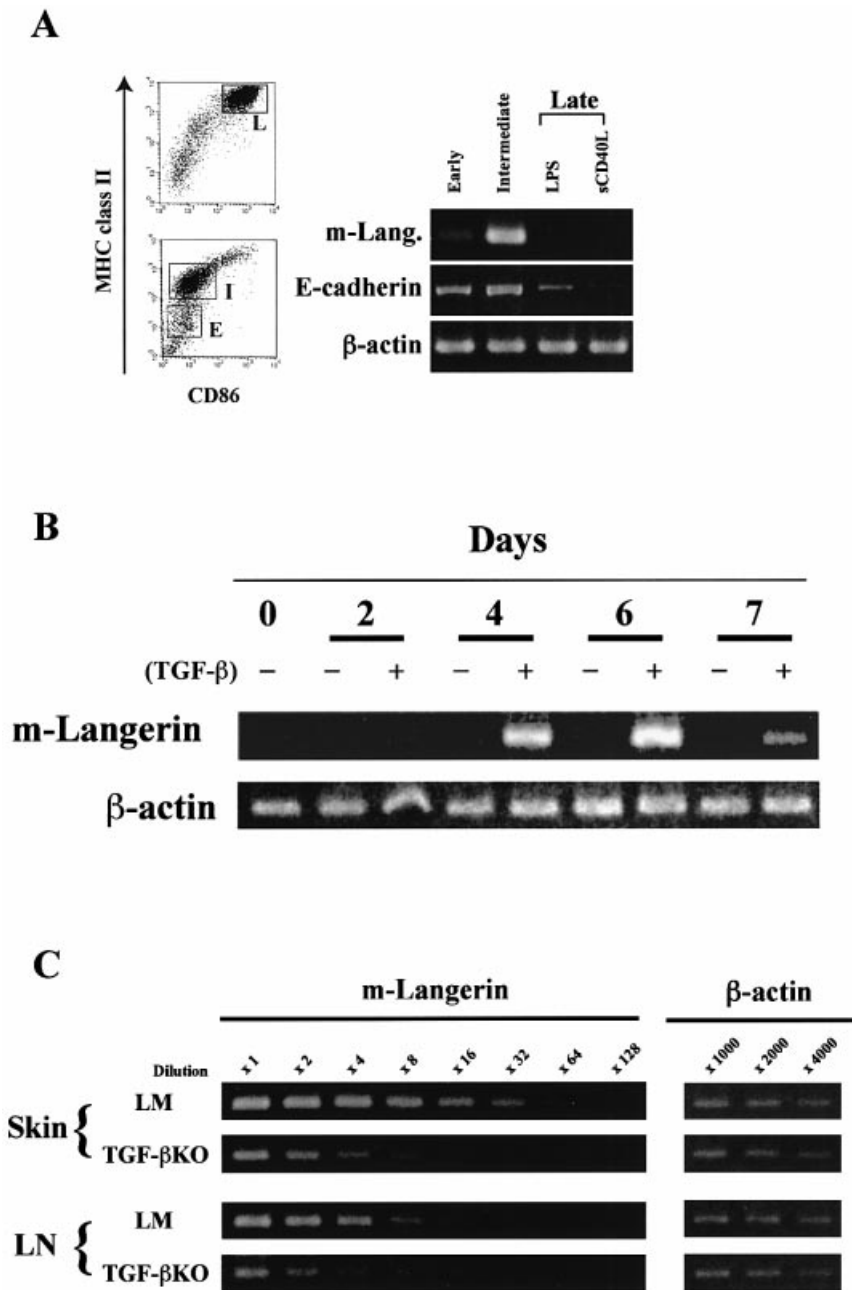 A
MHC class II
L
I
E
CD86
Late
Early
Intermediate
LPS
sCD40L
m-Lang.
E-cadherin
β-actin
B
Days
0 2 4 6 7
(TGF-β) − − + − + − + − +
m-Langerin
β-actin
C
m-Langerin
β-actin
Dilution x 1 x 2 x 4 x 8 x 16 x 32 x 64 x 128 x 1000 x 2000 x 4000
Skin { LM
TGF-βKO
LN { LM
TGF-βKO